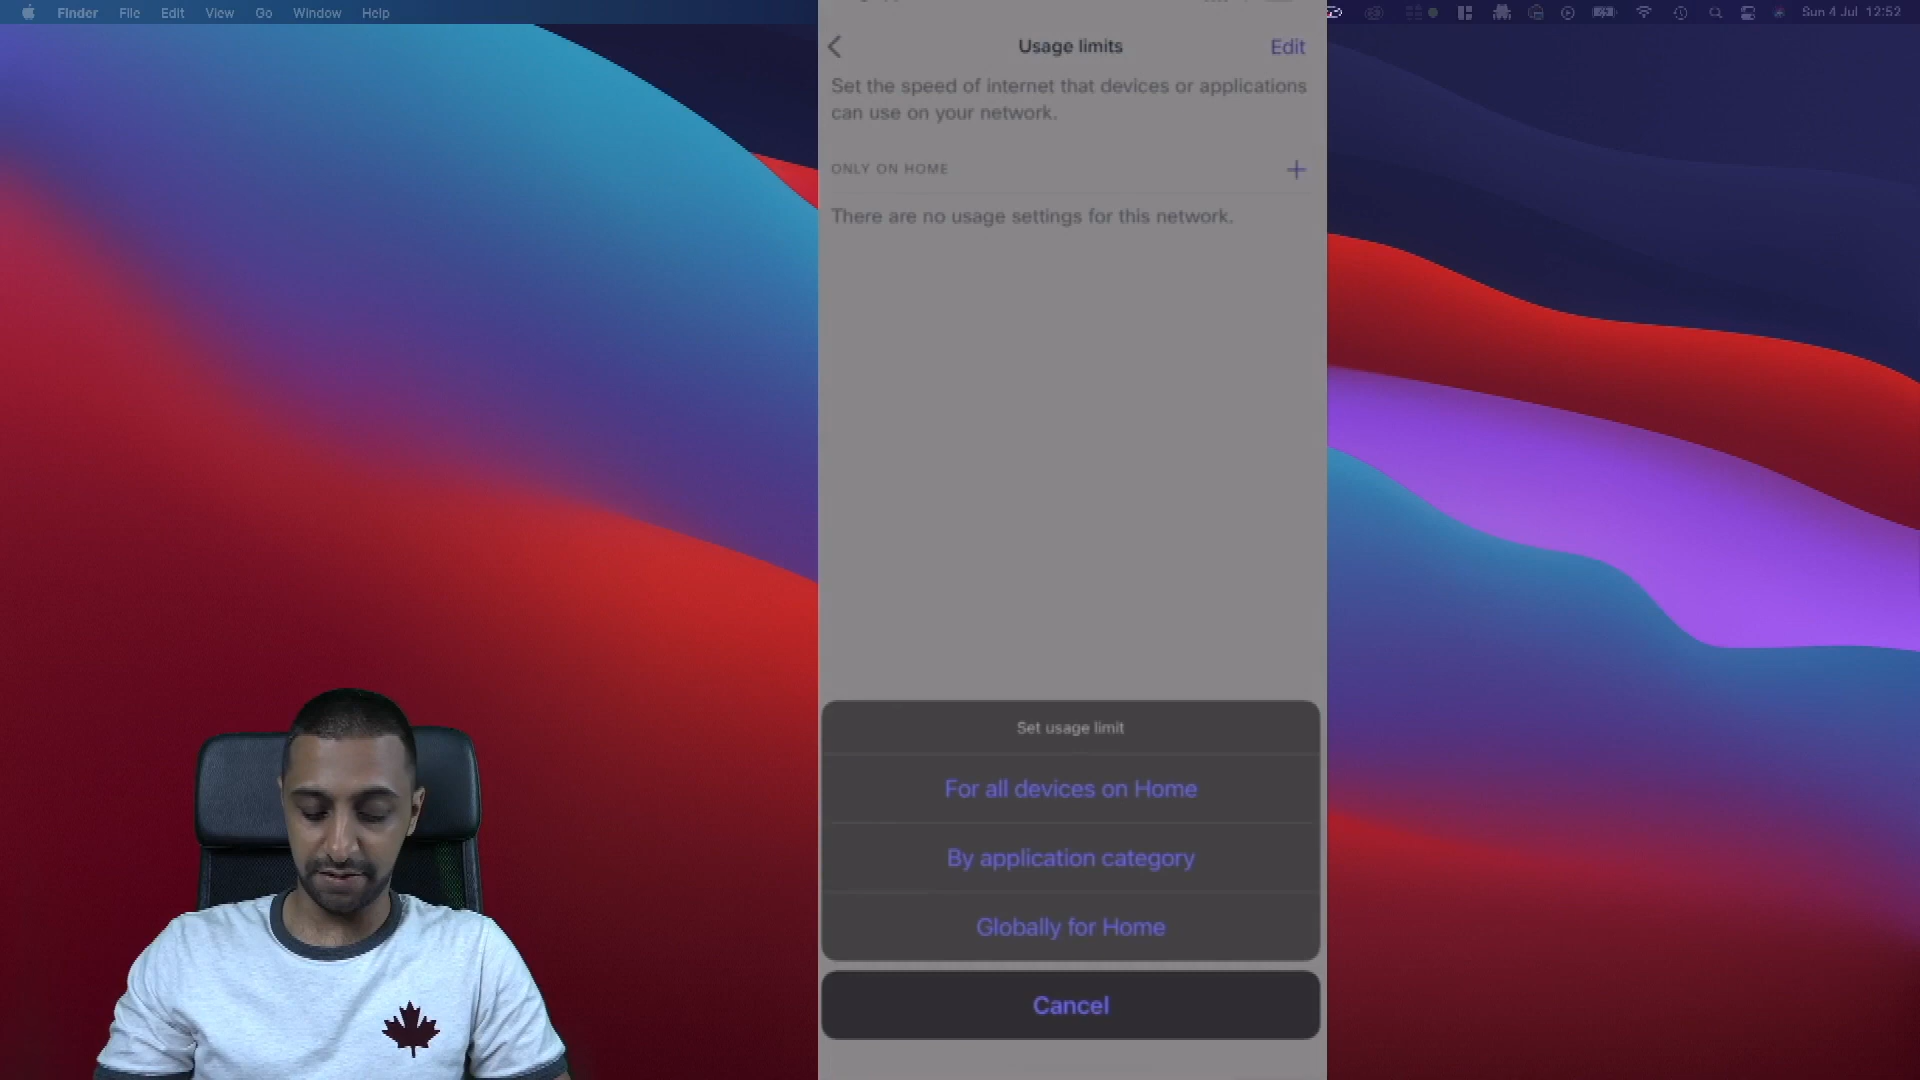 Finder File Edit View Go Window Help
Sun 4 Jul 12:52
Usage limits
Edit
Set the speed of internet that devices or applications
can use on your network.
ONLY ON HOME
There are no usage settings for this network.
Set usage limit
For all devices on Home
By application category
Globally for Home
Cancel